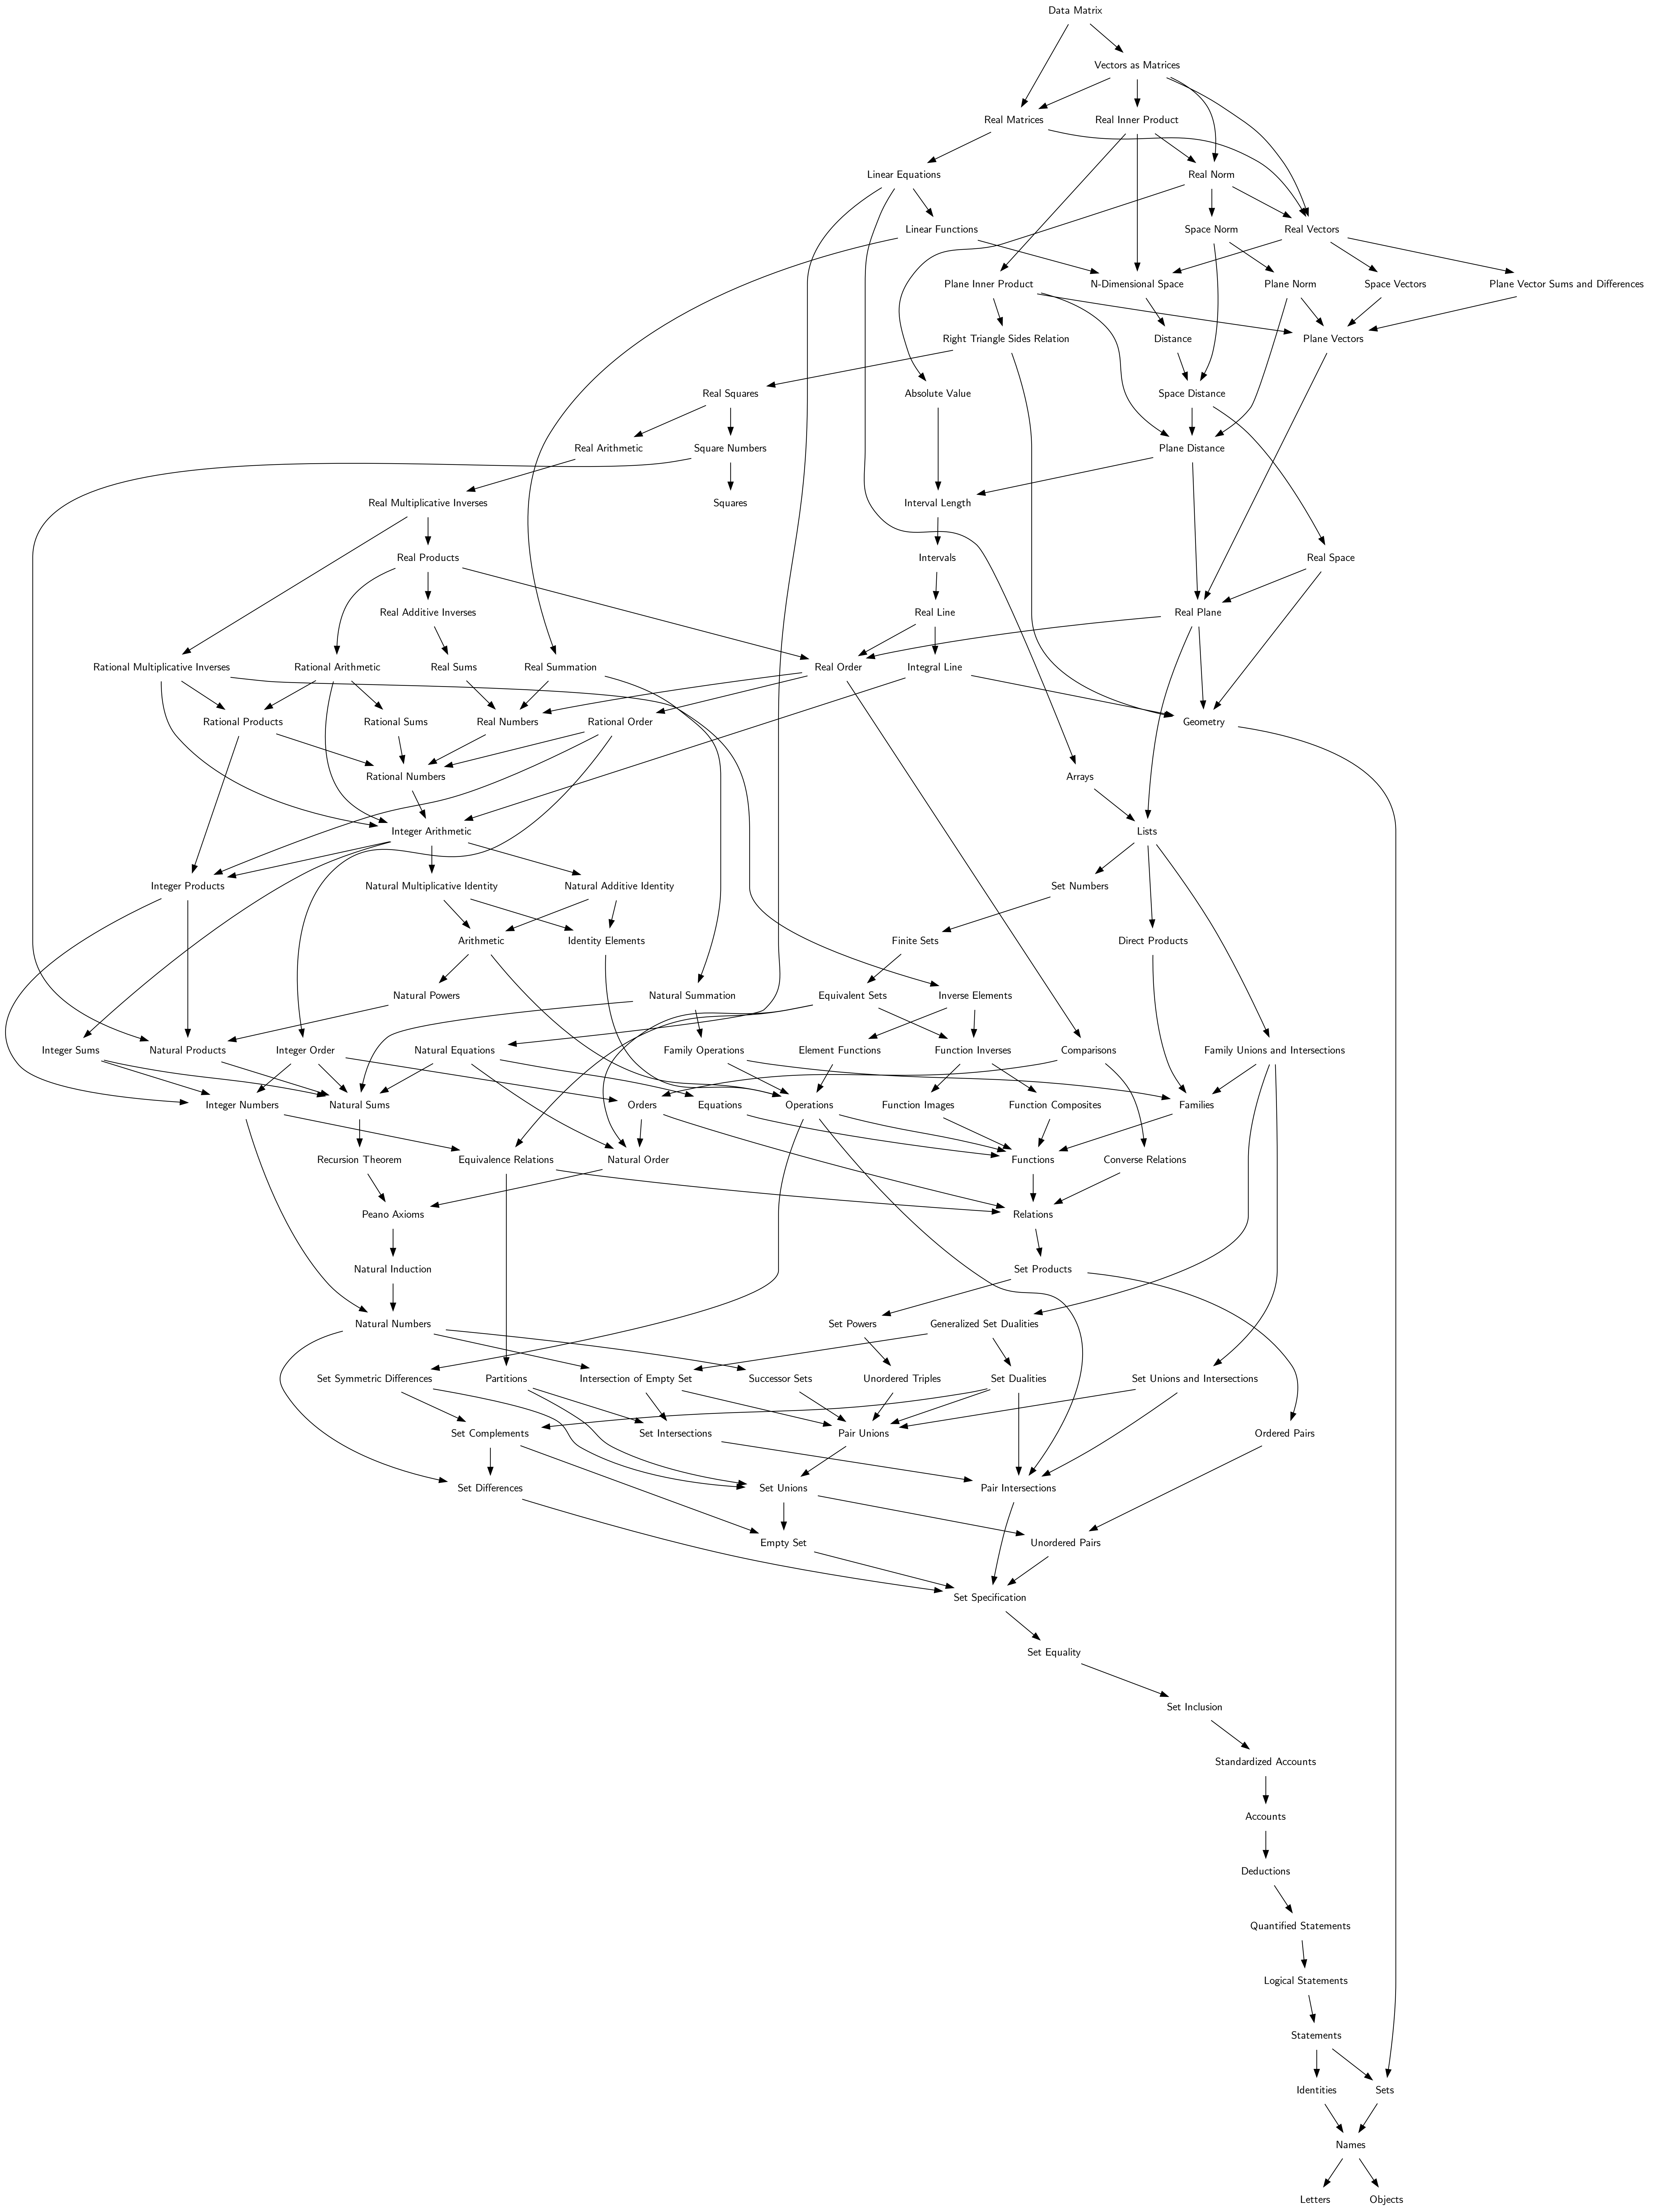 Data Matrix
Vectors as Matrices
Real Matrices
Real Inner Product
Linear Equations
Real Norm
Linear Functions
Space Norm
Real Vectors
Plane Inner Product
N-Dimensional Space
Plane Norm
Space Vectors
Plane Vector Sums and Differences
Right Triangle Sides Relation
Distance
Plane Vectors
Real Squares
Absolute Value
Space Distance
Real Arithmetic
Square Numbers
Plane Distance
Real Multiplicative Inverses
Squares
Interval Length
Real Products
Intervals
Real Space
Real Additive Inverses
Real Line
Real Plane
Rational Multiplicative Inverses
Rational Arithmetic
Real Sums
Real Summation
Real Order
Integral Line
Rational Products
Rational Sums
Real Numbers
Rational Order
Geometry
Rational Numbers
Arrays
Integer Arithmetic
Lists
Integer Products
Natural Multiplicative Identity
Natural Additive Identity
Set Numbers
Arithmetic
Identity Elements
Finite Sets
Direct Products
Natural Powers
Natural Summation
Equivalent Sets
Inverse Elements
Integer Sums
Natural Products
Integer Order
Natural Equations
Family Operations
Element Functions
Function Inverses
Comparisons
Family Unions and Intersections
Integer Numbers
Natural Sums
Orders
Equations
Operations
Function Images
Function Composites
Families
Recursion Theorem
Equivalence Relations
Natural Order
Functions
Converse Relations
Peano Axioms
Relations
Natural Induction
Set Products
Natural Numbers
Set Powers
Generalized Set Dualities
Set Symmetric Differences
Partitions
Intersection of Empty Set
Successor Sets
Unordered Triples
Set Dualities
Set Unions and Intersections
Set Complements
Set Intersections
Pair Unions
Ordered Pairs
Set Differences
Set Unions
Pair Intersections
Empty Set
Unordered Pairs
Set Specification
Set Equality
Set Inclusion
Standardized Accounts
Accounts
Deductions
Quantified Statements
Logical Statements
Statements
Identities
Sets
Names
Letters
Objects